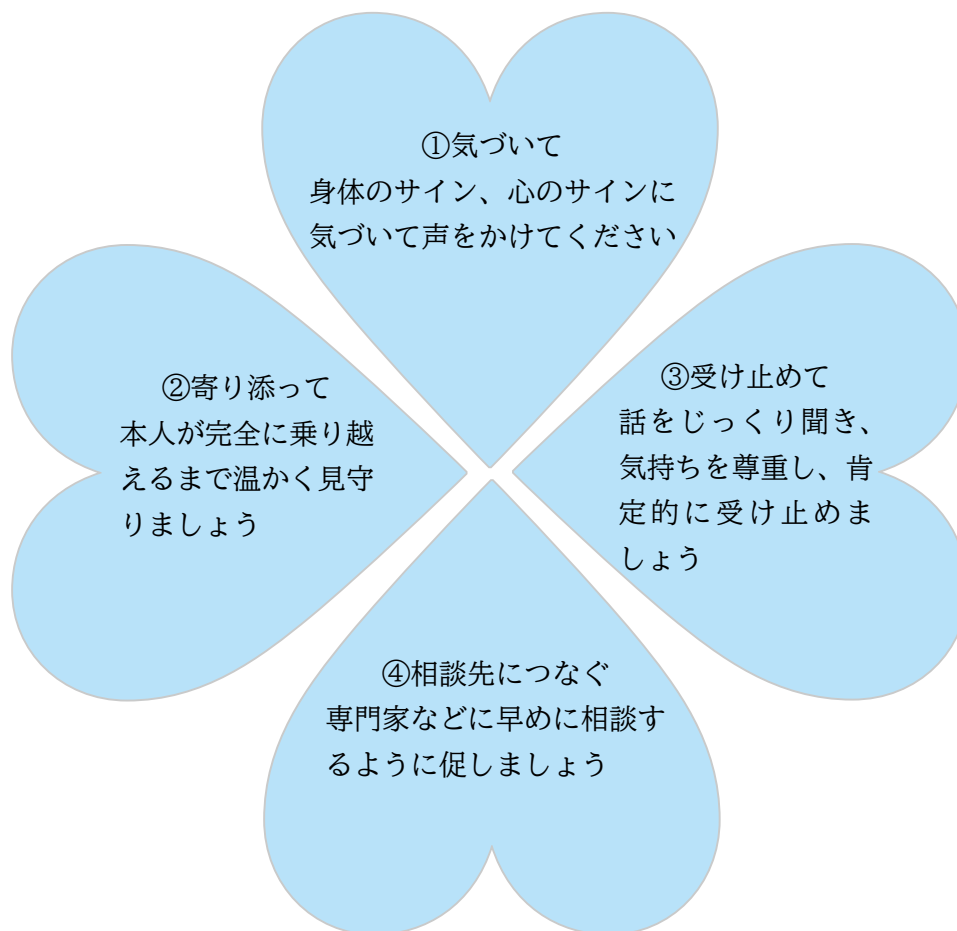 ①気づいて
身体のサイン、心のサインに
気づいて声をかけてください
②寄り添って
本人が完全に乗り越
えるまで温かく見守
りましょう
③受け止めて
話をじっくり聞き、
気持ちを尊重し、肯
定的に受け止めま
しょう
④相談先につなぐ
専門家などに早めに相談す
るように促しましょう